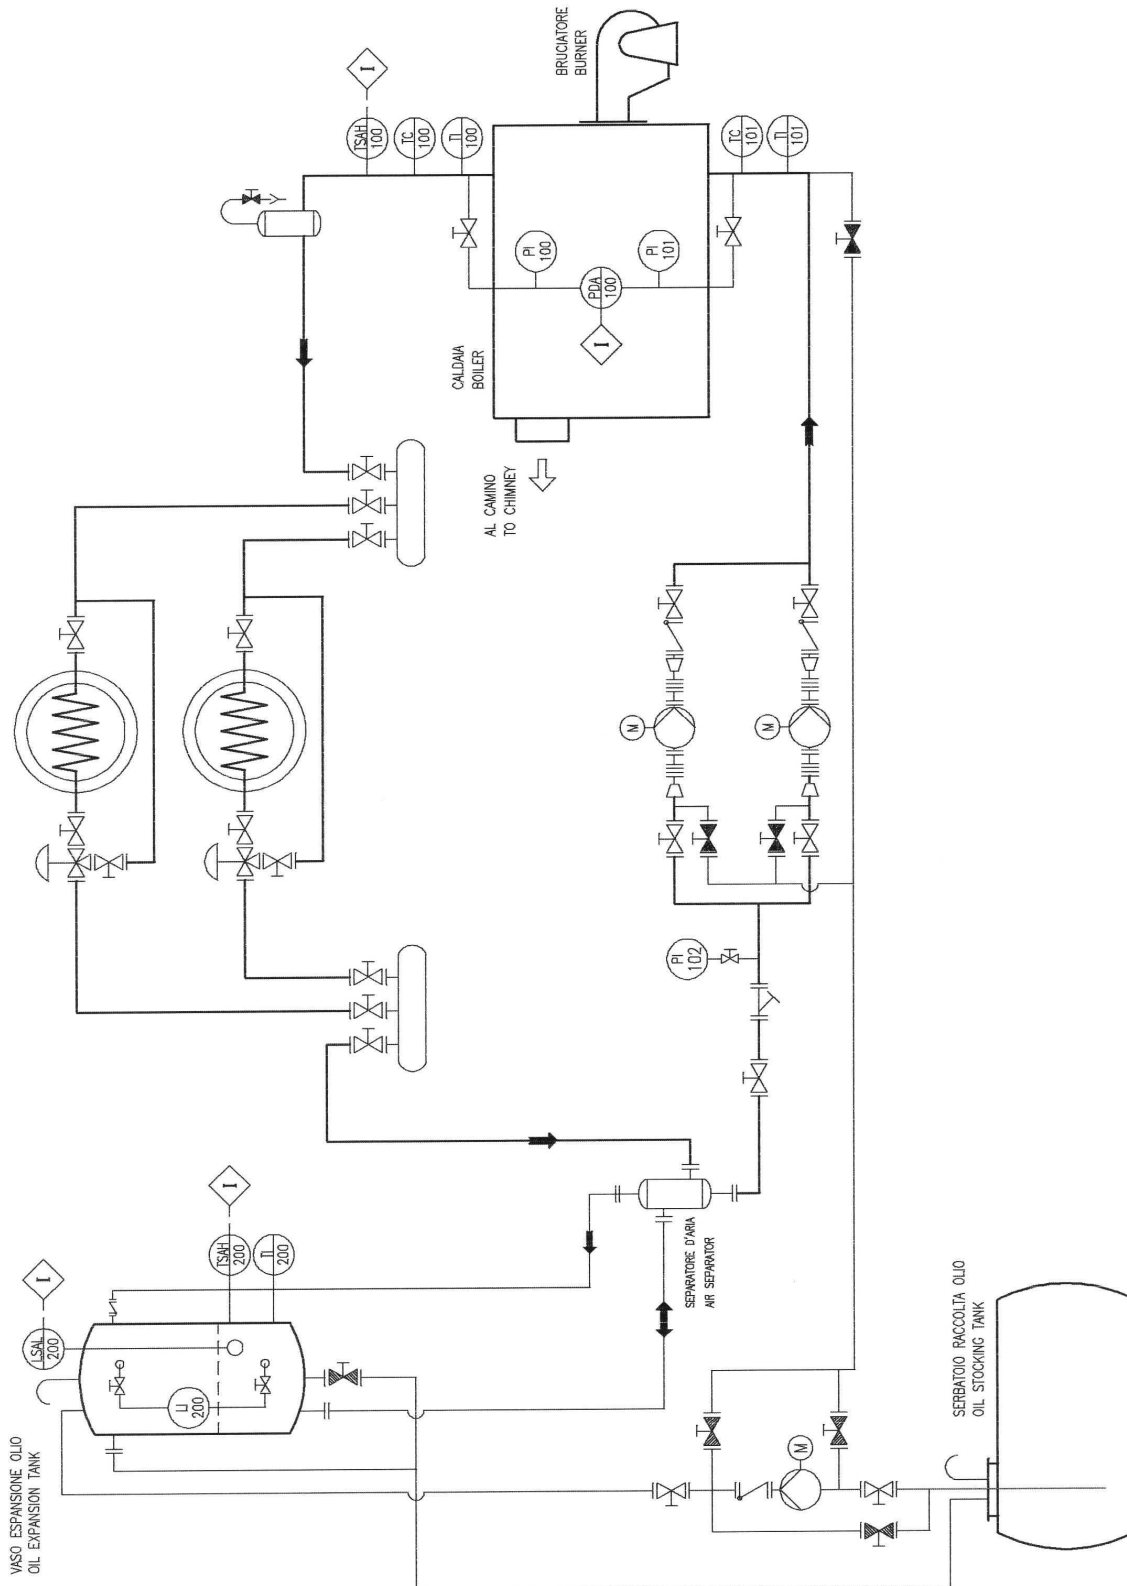 VASO ESPANSIONE OLIO
OIL EXPANSION TANK
LSAL
200
I
LI
200
TSAH
200
I
TI
200
SEPARATORE D'ARIA
AIR SEPARATOR
SERBATOIO RACCOLTA OLIO
OIL STOCKING TANK
M
PI
102
M
M
AL CAMINO
TO CHIMNEY
CALDAIA
BOILER
I
PDA
100
PI
100
PI
101
TSAH
100
I
TC
100
TI
100
TC
101
TI
101
BRUCIATORE
BURNER